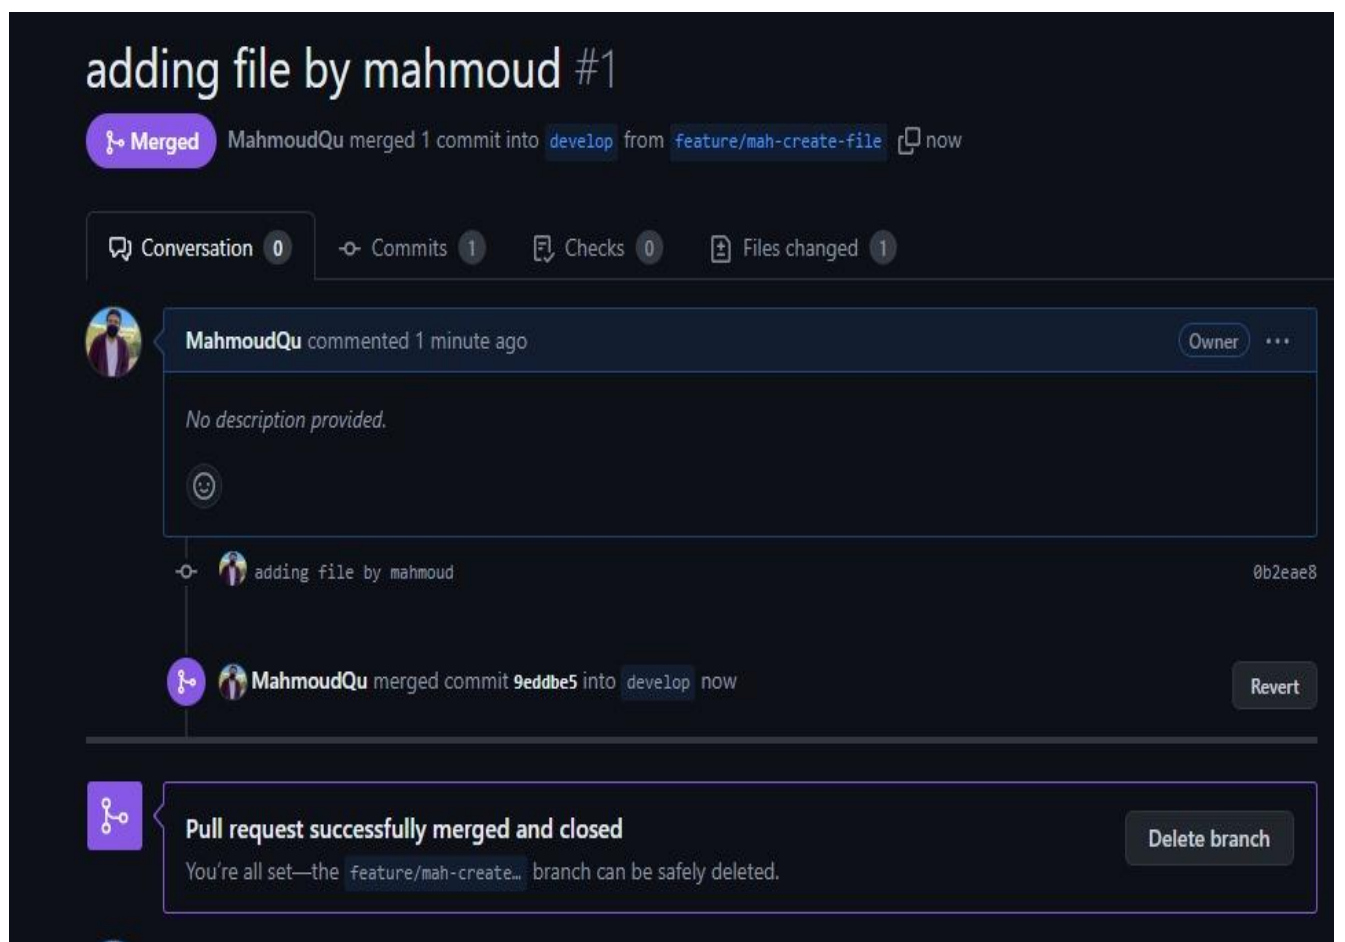 adding file by mahmoud #1
Merged MahmoudQu merged 1 commit into develop from feature/mah-create-file now
Conversation 0 Commits 1 Checks 0 Files changed 1
MahmoudQu commented 1 minute ago Owner
No description provided.
adding file by mahmoud 0b2eae8
MahmoudQu merged commit 9eddbe5 into develop now Revert
Pull request successfully merged and closed
Delete branch
You're all set—the feature/mah-create… branch can be safely deleted.